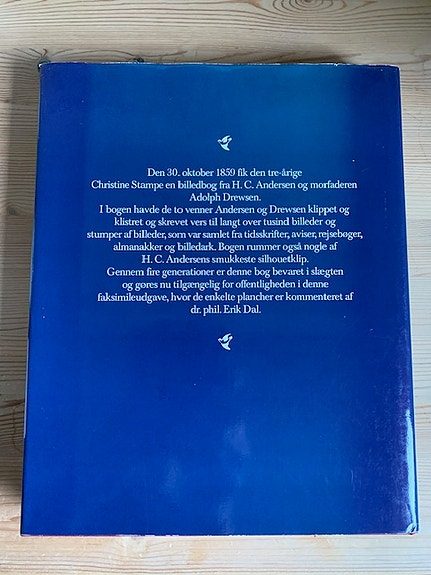 Den 30. oktober 1859 fik den tre-årige
Christine Stampe en billedbog fra H. C. Andersen og morfaderen
Adolph Drewsen.
I bogen havde de to venner Andersen og Drewsen klippet og
klistret og skrevet vers til langt over tusind billeder og
stumper af billeder, som var samlet fra tidsskrifter, aviser, rejsebøger,
almanakker og billedark. Bogen rummer også nogle af
H. C. Andersens smukkeste silhouetklip.
Gennem fire generationer er denne bog bevaret i slægten
og gøres nu tilgængelig for offentligheden i denne
faksimileudgave, hvor de enkelte plancher er kommenteret af
dr. phil. Erik Dal.